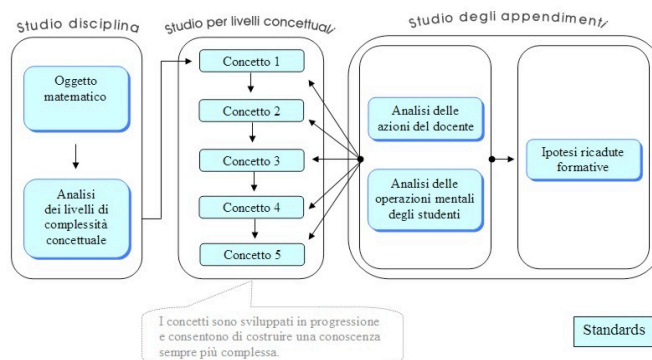 Studio disciplina
Studio per livelli concettuali
Studio degli appendimenti
Oggetto
matematico
Analisi
dei livelli di
complessità
concettuale
Concetto 1
Concetto 2
Concetto 3
Concetto 4
Concetto 5
Analisi delle
azioni del docente
Analisi delle
operazioni mentali
degli studenti
Ipotesi ricadute
formative
I concetti sono sviluppati in progressione
e consentono di costruire una conoscenza
sempre più complessa.
Standards